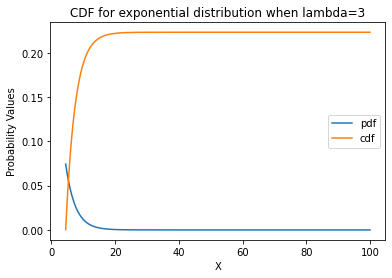 CDF for exponential distribution when lambda=3
Probability Values
0.20
0.15
0.10
0.05
0.00
pdf
cdf
0
20
40
60
80
100
X